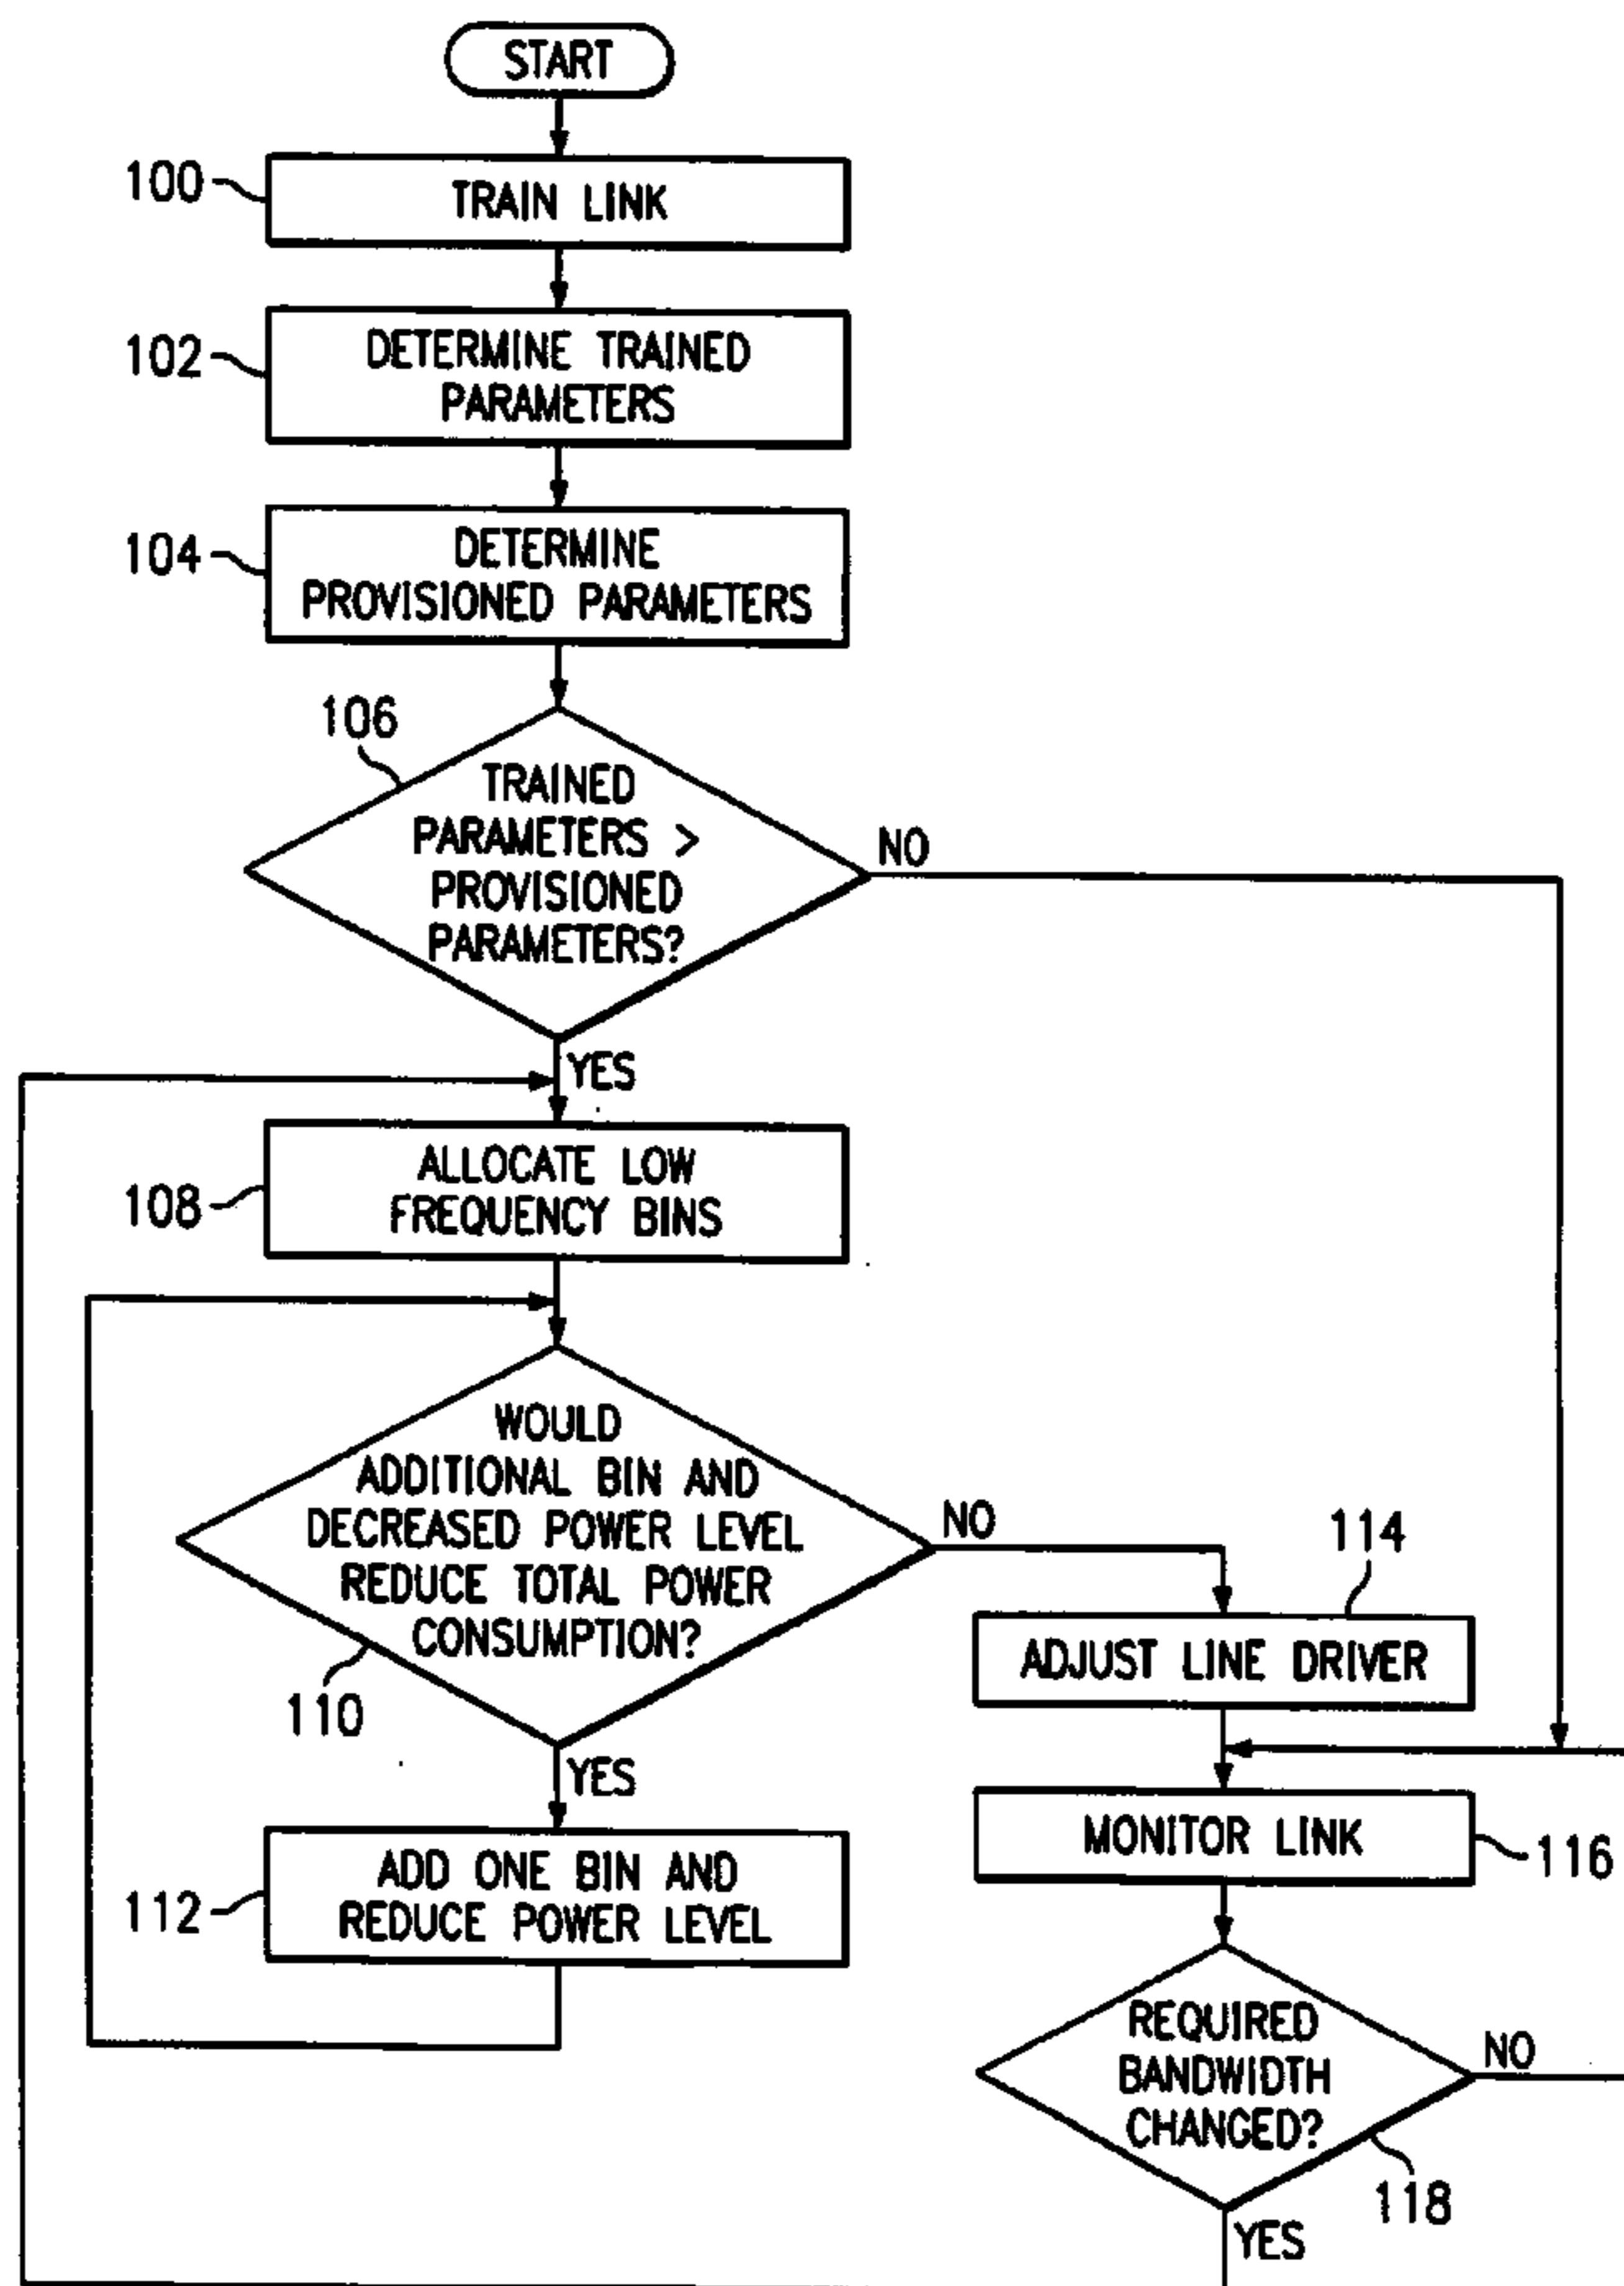 START
100
TRAIN LINK
102
DETERMINE TRAINED
PARAMETERS
104
DETERMINE
PROVISIONED PARAMETERS
106
TRAINED
PARAMETERS >
PROVISIONED
PARAMETERS?
NO
YES
108
ALLOCATE LOW
FREQUENCY BINS
WOULD
ADDITIONAL BIN AND
DECREASED POWER LEVEL
REDUCE TOTAL POWER
CONSUMPTION?
110
NO
YES
112
ADD ONE BIN AND
REDUCE POWER LEVEL
114
ADJUST LINE DRIVER
MONITOR LINK
116
REQUIRED
BANDWIDTH
CHANGED?
NO
118
YES